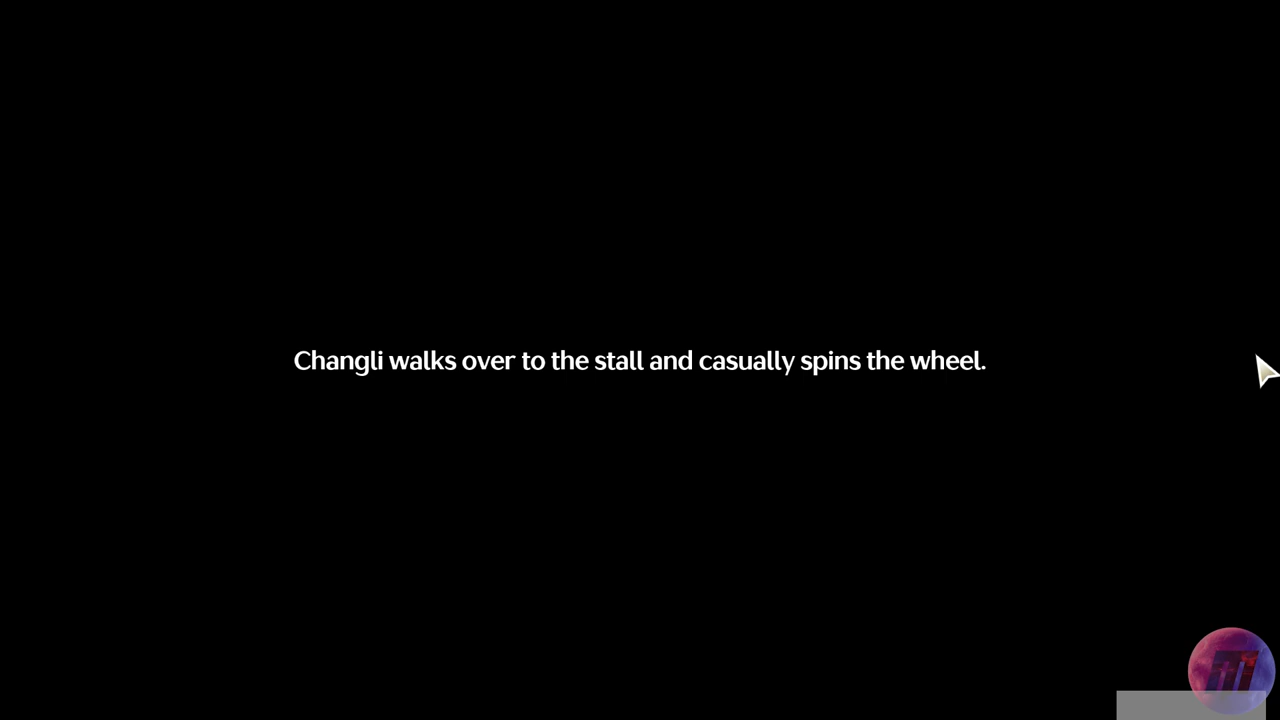 Changli walks over to the stall and casually spins the wheel.